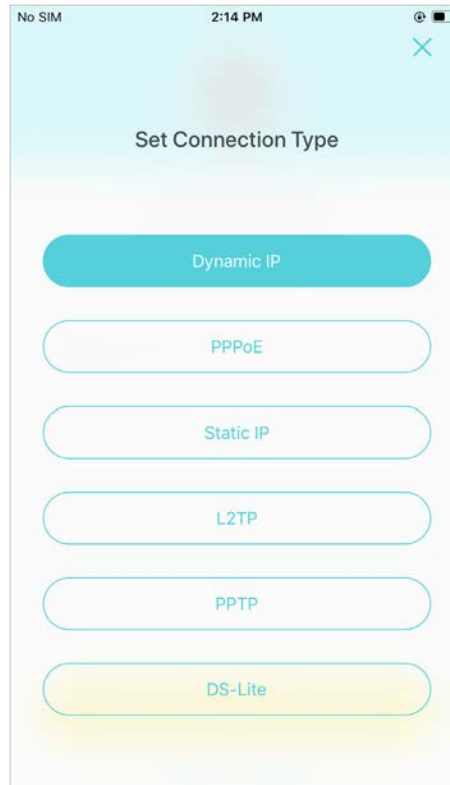 No SIM 2:14 PM
Set Connection Type
Dynamic IP
PPPoE
Static IP
L2TP
PPTP
DS-Lite